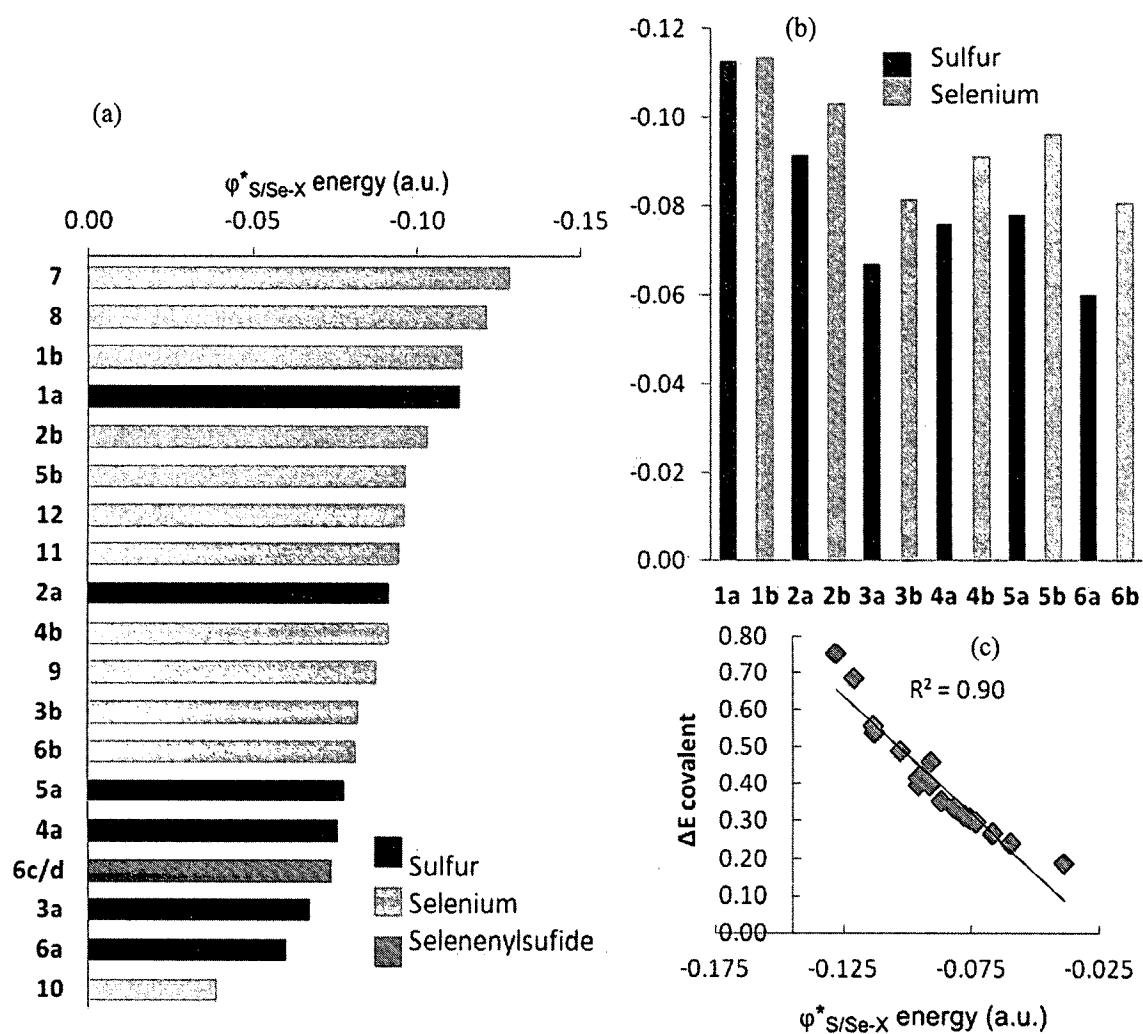 (a)
φ*S/Se-X energy (a.u.)
0.00 -0.05 -0.10 -0.15
7
8
1b
1a
2b
5b
12
11
2a
4b
9
3b
6b
5a
4a
6c/d
3a
6a
10
Sulfur
Selenium
Selenenylsufide
(b)
Sulfur
Selenium
-0.12
-0.10
-0.08
-0.06
-0.04
-0.02
0.00
1a 1b 2a 2b 3a 3b 4a 4b 5a 5b 6a 6b
(c)
R² = 0.90
ΔE covalent
0.80
0.70
0.60
0.50
0.40
0.30
0.20
0.10
0.00
-0.175 -0.125 -0.075 -0.025
φ*S/Se-X energy (a.u.)